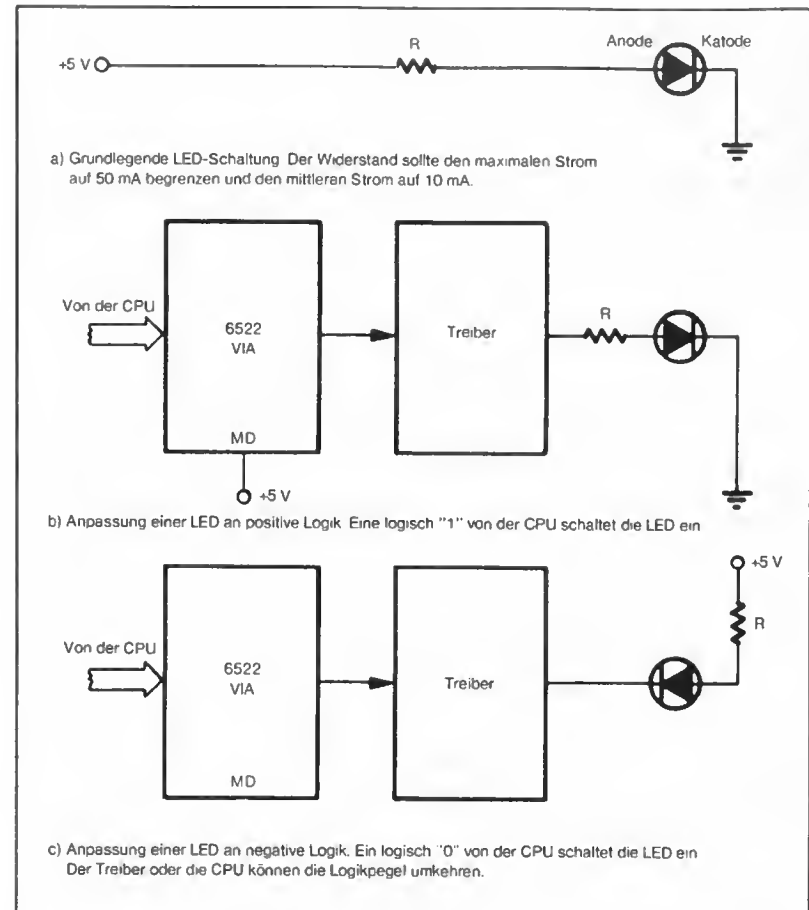 R
Anode Katode
+5 V
a) Grundlegende LED-Schaltung Der Widerstand sollte den maximalen Strom
auf 50 mA begrenzen und den mittleren Strom auf 10 mA.
Von der CPU
6522
VIA
MD
+5 V
Treiber
R
b) Anpassung einer LED an positive Logik Eine logisch "1" von der CPU schaltet die LED ein
+5 V
R
Von der CPU
6522
VIA
MD
Treiber
c) Anpassung einer LED an negative Logik. Ein logisch "0" von der CPU schaltet die LED ein
Der Treiber oder die CPU können die Logikpegel umkehren.